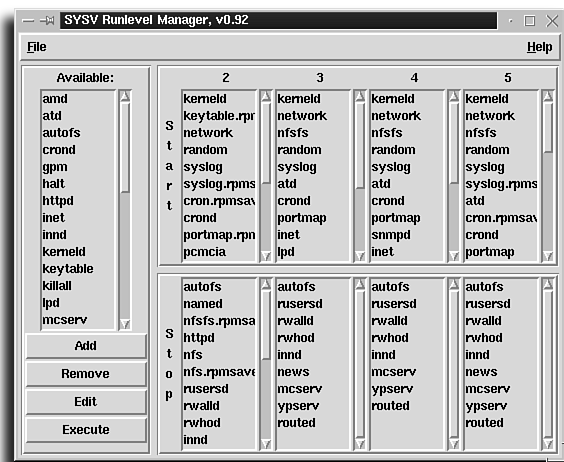 SYSV Runlevel Manager, v0.92
File
Help
Available:
amd
atd
autofs
crond
gpm
halt
httpd
inet
innd
kerneld
keytable
killall
lpd
mcserv
Add
Remove
Edit
Execute
2
3
4
5
Start
kerneld
keytable.rpr
network
random
syslog
syslog.rpms
cron.rpmsav
crond
portmap.rpn
pcmcia
kerneld
network
nfsfs
random
syslog
atd
crond
portmap
inet
lpd
kerneld
network
nfsfs
random
syslog
atd
crond
portmap
snmpd
inet
kerneld
network
nfsfs
random
syslog
syslog.rpms
atd
cron.rpmsav
crond
portmap
Stop
autofs
named
nfsfs.rpmsa
httpd
nfs
nfs.rpmsave
rusersd
rwalld
rwhod
innd
autofs
rusersd
rwalld
rwhod
innd
news
mcserv
ypserv
routed
autofs
rusersd
rwalld
rwhod
innd
mcserv
ypserv
routed
autofs
rusersd
rwalld
rwhod
innd
news
mcserv
ypserv
routed